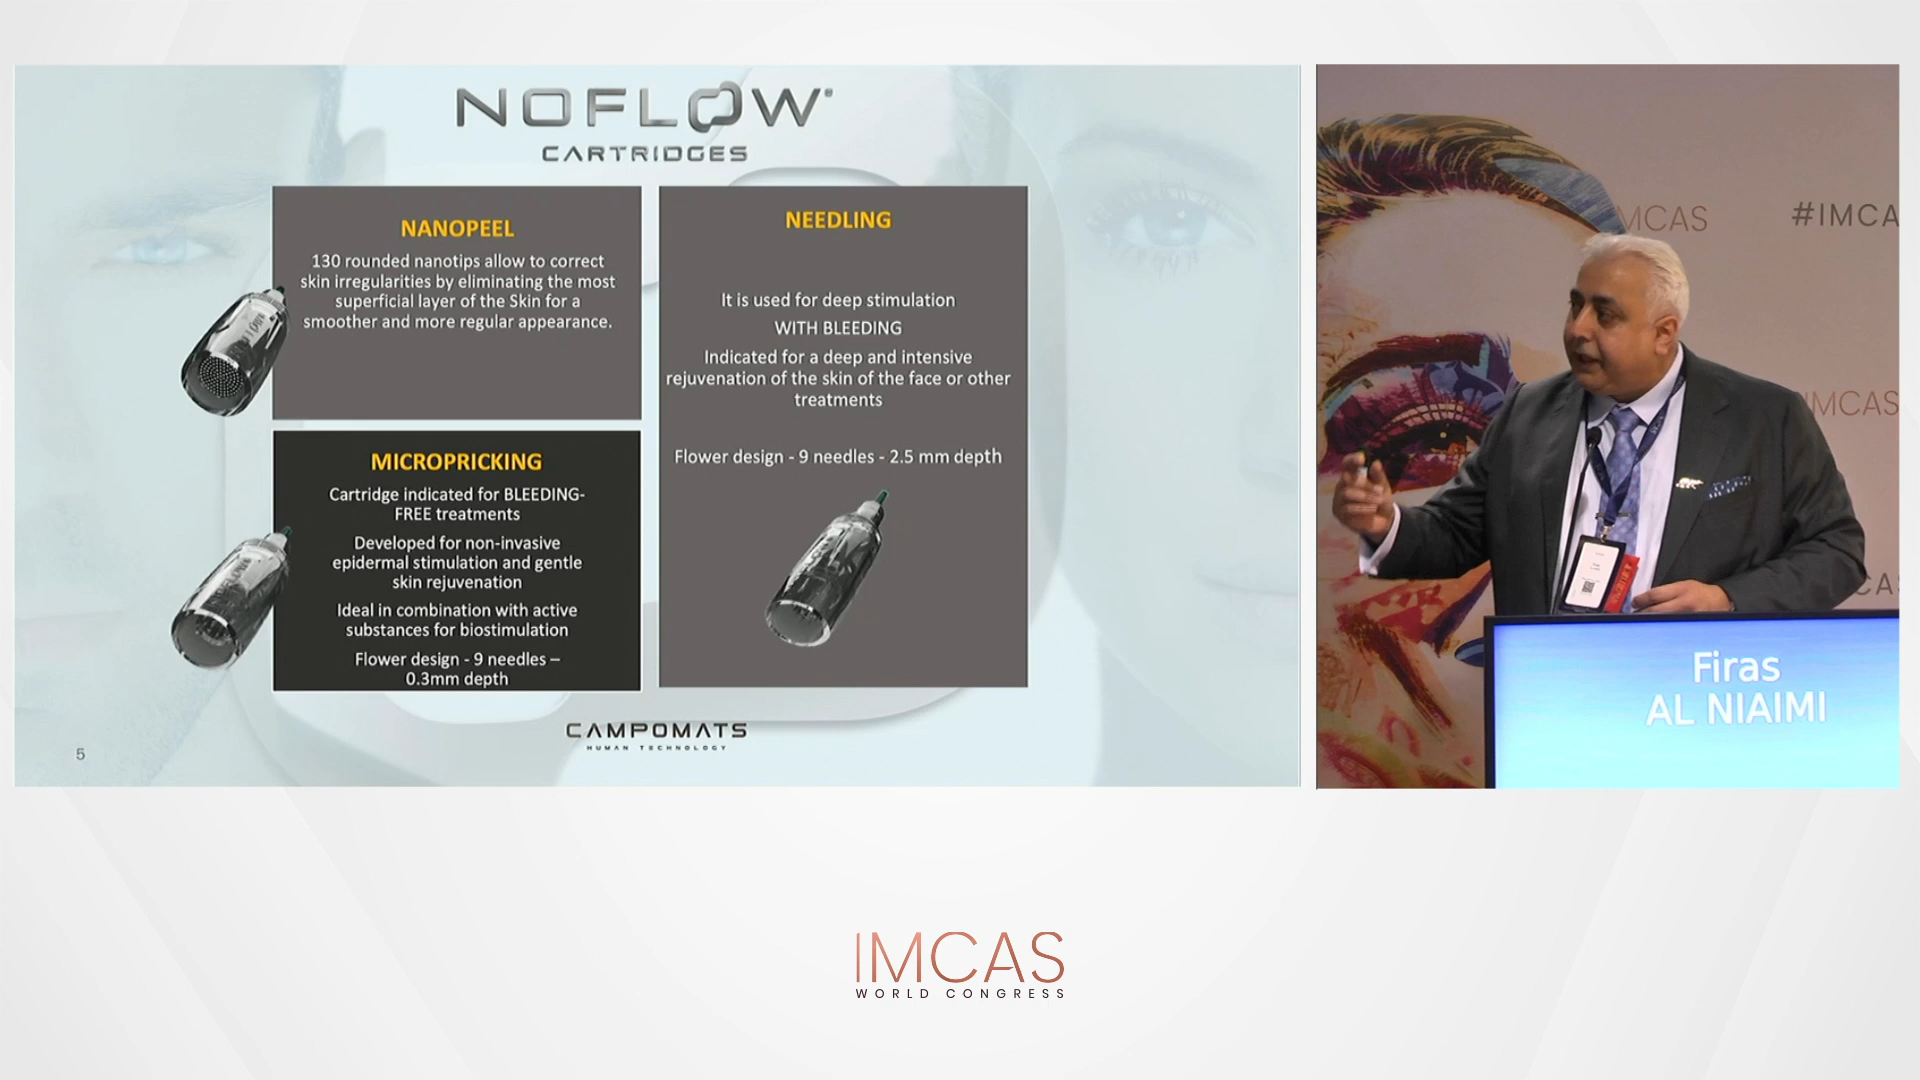 NOFLOW
CARTRIDGES
NANOPEEL
130 rounded nanotips allow to correct
skin irregularities by eliminating the most
superficial layer of the Skin for a
smoother and more regular appearance.
MICROPRICKING
Cartridge indicated for BLEEDING-
FREE treatments
Developed for non-invasive
epidermal stimulation and gentle
skin rejuvenation
Ideal in combination with active
substances for biostimulation
Flower design - 9 needles –
0.3mm depth
NEEDLING
It is used for deep stimulation
WITH BLEEDING
Indicated for a deep and intensive
rejuvenation of the skin of the face or other
treatments
Flower design - 9 needles - 2.5 mm depth
CAMPOMATS
HUMAN TECHNOLOGY
5
MCAS
#IMCA
IMCAS
CAS
Firas
AL NIAIMI
IMCAS
WORLD CONGRESS